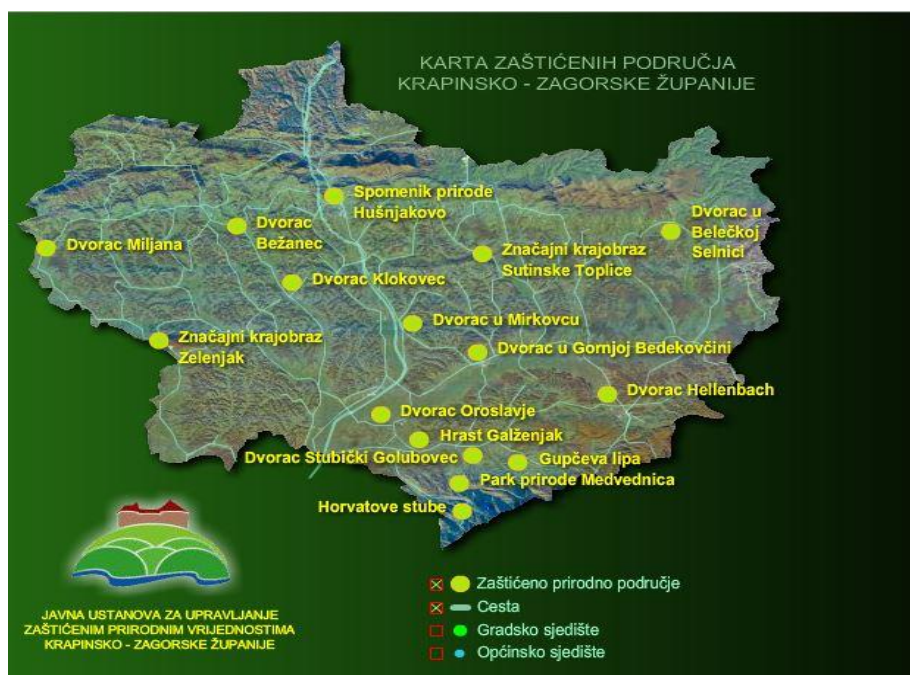 KARTA ZAŠTIĆENIH PODRUČJA
KRAPINSKO - ZAGORSKE ŽUPANIJE
Spomenik prirode
Hušnjakovo
Dvorac
Bežanec
Dvorac Miljana
Dvorac u
Belečkoj
Selnici
Značajni krajobraz
Sutinske Toplice
Dvorac Klokovec
Dvorac u Mirkovcu
Značajni krajobraz
Zelenjak
Dvorac u Gornjoj Bedekovčini
Dvorac Hellenbach
Dvorac Oroslavje
Hrast Galženjak
Dvorac Stubički Golubovec
Gupčeva lipa
Park prirode Medvednica
Horvatove stube
Zaštićeno prirodno područje
Cesta
Gradsko sjedište
Općinsko sjedište
JAVNA USTANOVA ZA UPRAVLJANJE
ZAŠTIĆENIM PRIRODNIM VRIJEDNOSTIMA
KRAPINSKO - ZAGORSKE ŽUPANIJE